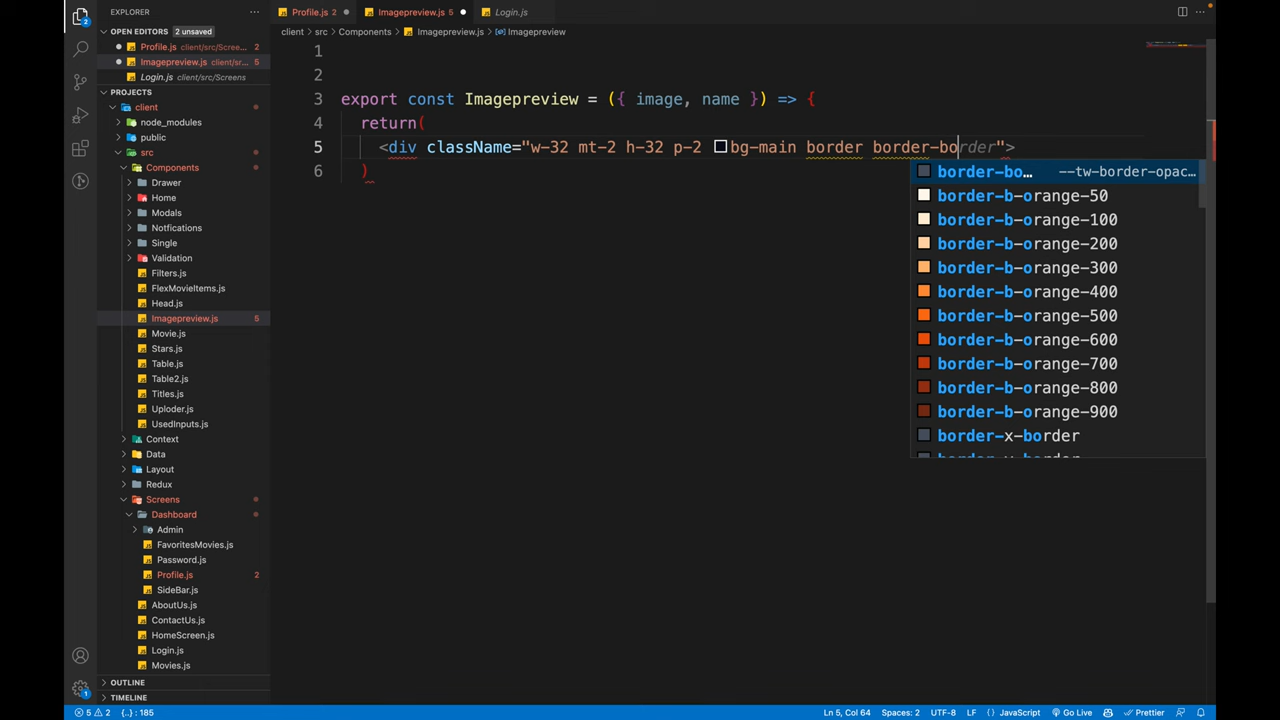 EXPLORER
OPEN EDITORS 2 unsaved
Profile.js client/src/Scree... 2
Imagepreview.js client/sr... 5
Login.js client/src/Screens
PROJECTS
client
node_modules
public
src
Components
Drawer
Home
Modals
Notfications
Single
Validation
Filters.js
FlexMovieItems.js
Head.js
Imagepreview.js 5
Movie.js
Stars.js
Table.js
Table2.js
Titles.js
Uploder.js
UsedInputs.js
Context
Data
Layout
Redux
Screens
Dashboard
Admin
FavoritesMovies.js
Password.js
Profile.js 2
SideBar.js
AboutUs.js
ContactUs.js
HomeScreen.js
Login.js
Movies.js
OUTLINE
TIMELINE
2
1
Profile.js 2
Imagepreview.js 5
Login.js
client > src > Components > Imagepreview.js > Imagepreview
1
2
3 export const Imagepreview = ({ image, name }) => {
4 return(
5 <div className="w-32 mt-2 h-32 p-2 bg-main border border-border">
6 )
border-bo… --tw-border-opac…
border-b-orange-50
border-b-orange-100
border-b-orange-200
border-b-orange-300
border-b-orange-400
border-b-orange-500
border-b-orange-600
border-b-orange-700
border-b-orange-800
border-b-orange-900
border-x-border
5 2 {..} : 185
Ln 5, Col 64 Spaces: 2 UTF-8 LF {} JavaScript Go Live Prettier